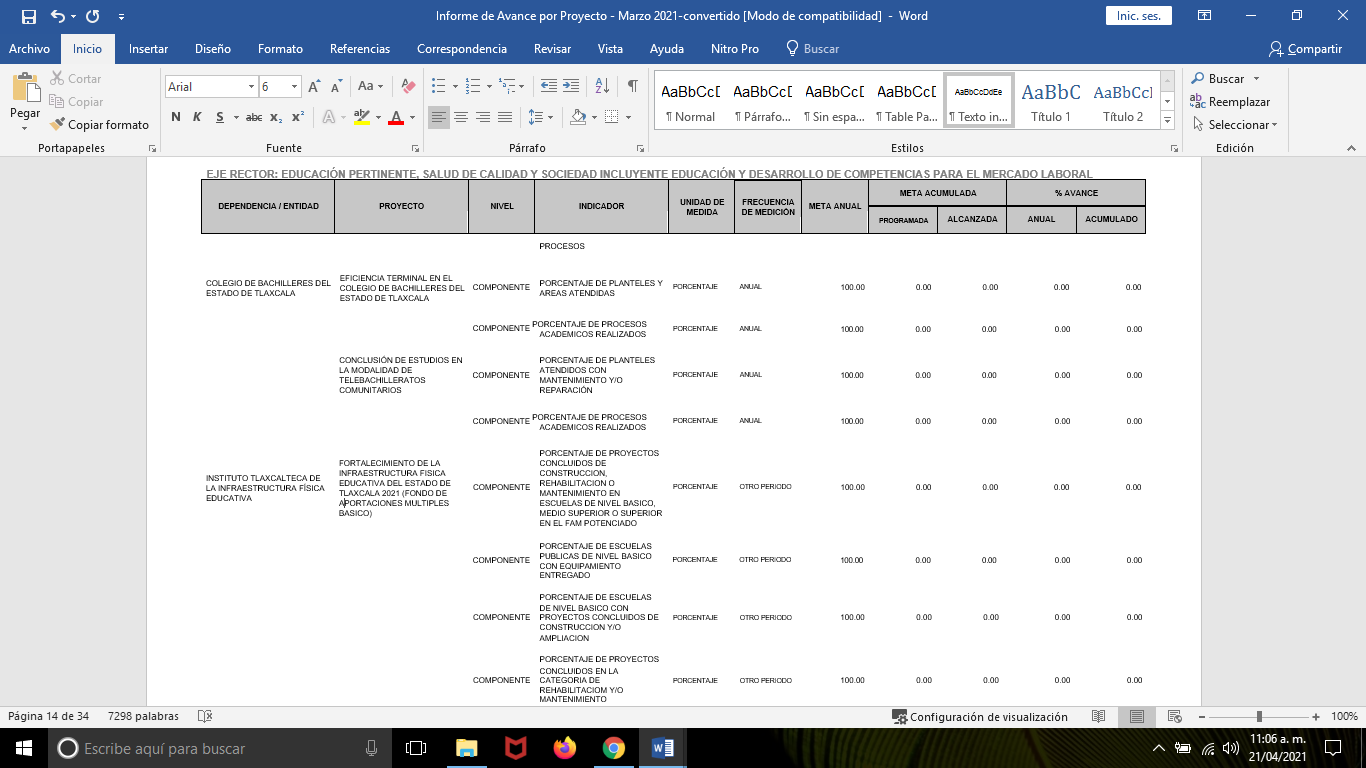 Informe de Avance por Proyecto - Marzo 2021-convertido [Modo de compatibilidad] - Word
Inic. ses.
Archivo Inicio Insertar Diseño Formato Referencias Correspondencia Revisar Vista Ayuda Nitro Pro Buscar Compartir
Pegar
Cortar
Copiar
Copiar formato
Portapapeles
Arial 6
N K S abc x₂ x²
Fuente
Párrafo
AaBbCcD AaBbCcD AaBbCcD AaBbCcD AaBbCcDdEe AaBbC AaBbCcI
¶ Normal ¶ Párrafo... ¶ Sin espa... ¶ Table Pa... ¶ Texto in... Título 1 Título 2
Estilos
Buscar
Reemplazar
Seleccionar
Edición
EJE RECTOR: EDUCACIÓN PERTINENTE, SALUD DE CALIDAD Y SOCIEDAD INCLUYENTE EDUCACIÓN Y DESARROLLO DE COMPETENCIAS PARA EL MERCADO LABORAL
DEPENDENCIA / ENTIDAD PROYECTO NIVEL INDICADOR UNIDAD DE MEDIDA FRECUENCIA DE MEDICIÓN META ANUAL META ACUMULADA % AVANCE
PROGRAMADA ALCANZADA ANUAL ACUMULADO
PROCESOS
COLEGIO DE BACHILLERES DEL
ESTADO DE TLAXCALA
EFICIENCIA TERMINAL EN EL
COLEGIO DE BACHILLERES DEL
ESTADO DE TLAXCALA
COMPONENTE
PORCENTAJE DE PLANTELES Y
AREAS ATENDIDAS
PORCENTAJE ANUAL 100.00 0.00 0.00 0.00 0.00
COMPONENTE PORCENTAJE DE PROCESOS
ACADEMICOS REALIZADOS
PORCENTAJE ANUAL 100.00 0.00 0.00 0.00 0.00
CONCLUSIÓN DE ESTUDIOS EN
LA MODALIDAD DE
TELEBACHILLERATOS
COMUNITARIOS
COMPONENTE
PORCENTAJE DE PLANTELES
ATENDIDOS CON
MANTENIMIENTO Y/O
REPARACIÓN
PORCENTAJE ANUAL 100.00 0.00 0.00 0.00 0.00
COMPONENTE PORCENTAJE DE PROCESOS
ACADEMICOS REALIZADOS
PORCENTAJE ANUAL 100.00 0.00 0.00 0.00 0.00
INSTITUTO TLAXCALTECA DE
LA INFRAESTRUCTURA FÍSICA
EDUCATIVA
FORTALECIMIENTO DE LA
INFRAESTRUCTURA FISICA
EDUCATIVA DEL ESTADO DE
TLAXCALA 2021 (FONDO DE
APORTACIONES MULTIPLES
BASICO)
COMPONENTE
PORCENTAJE DE PROYECTOS
CONCLUIDOS DE
CONSTRUCCION,
REHABILITACION O
MANTENIMIENTO EN
ESCUELAS DE NIVEL BASICO,
MEDIO SUPERIOR O SUPERIOR
EN EL FAM POTENCIADO
PORCENTAJE OTRO PERIODO 100.00 0.00 0.00 0.00 0.00
COMPONENTE
PORCENTAJE DE ESCUELAS
PUBLICAS DE NIVEL BASICO
CON EQUIPAMIENTO
ENTREGADO
PORCENTAJE OTRO PERIODO 100.00 0.00 0.00 0.00 0.00
COMPONENTE
PORCENTAJE DE ESCUELAS
DE NIVEL BASICO CON
PROYECTOS CONCLUIDOS DE
CONSTRUCCION Y/O
AMPLIACION
PORCENTAJE OTRO PERIODO 100.00 0.00 0.00 0.00 0.00
COMPONENTE
PORCENTAJE DE PROYECTOS
CONCLUIDOS EN LA
CATEGORIA DE
REHABILITACIOM Y/O
MANTENIMIENTO
PORCENTAJE OTRO PERIODO 100.00 0.00 0.00 0.00 0.00
Página 14 de 34 7298 palabras Configuración de visualización 100%
Escribe aquí para buscar
11:06 a. m.
21/04/2021